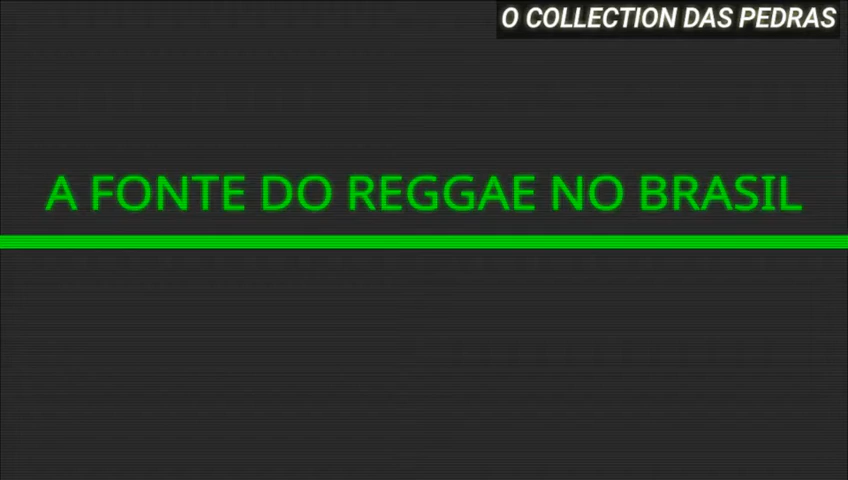 O COLLECTION DAS PEDRAS
A FONTE DO REGGAE NO BRASIL